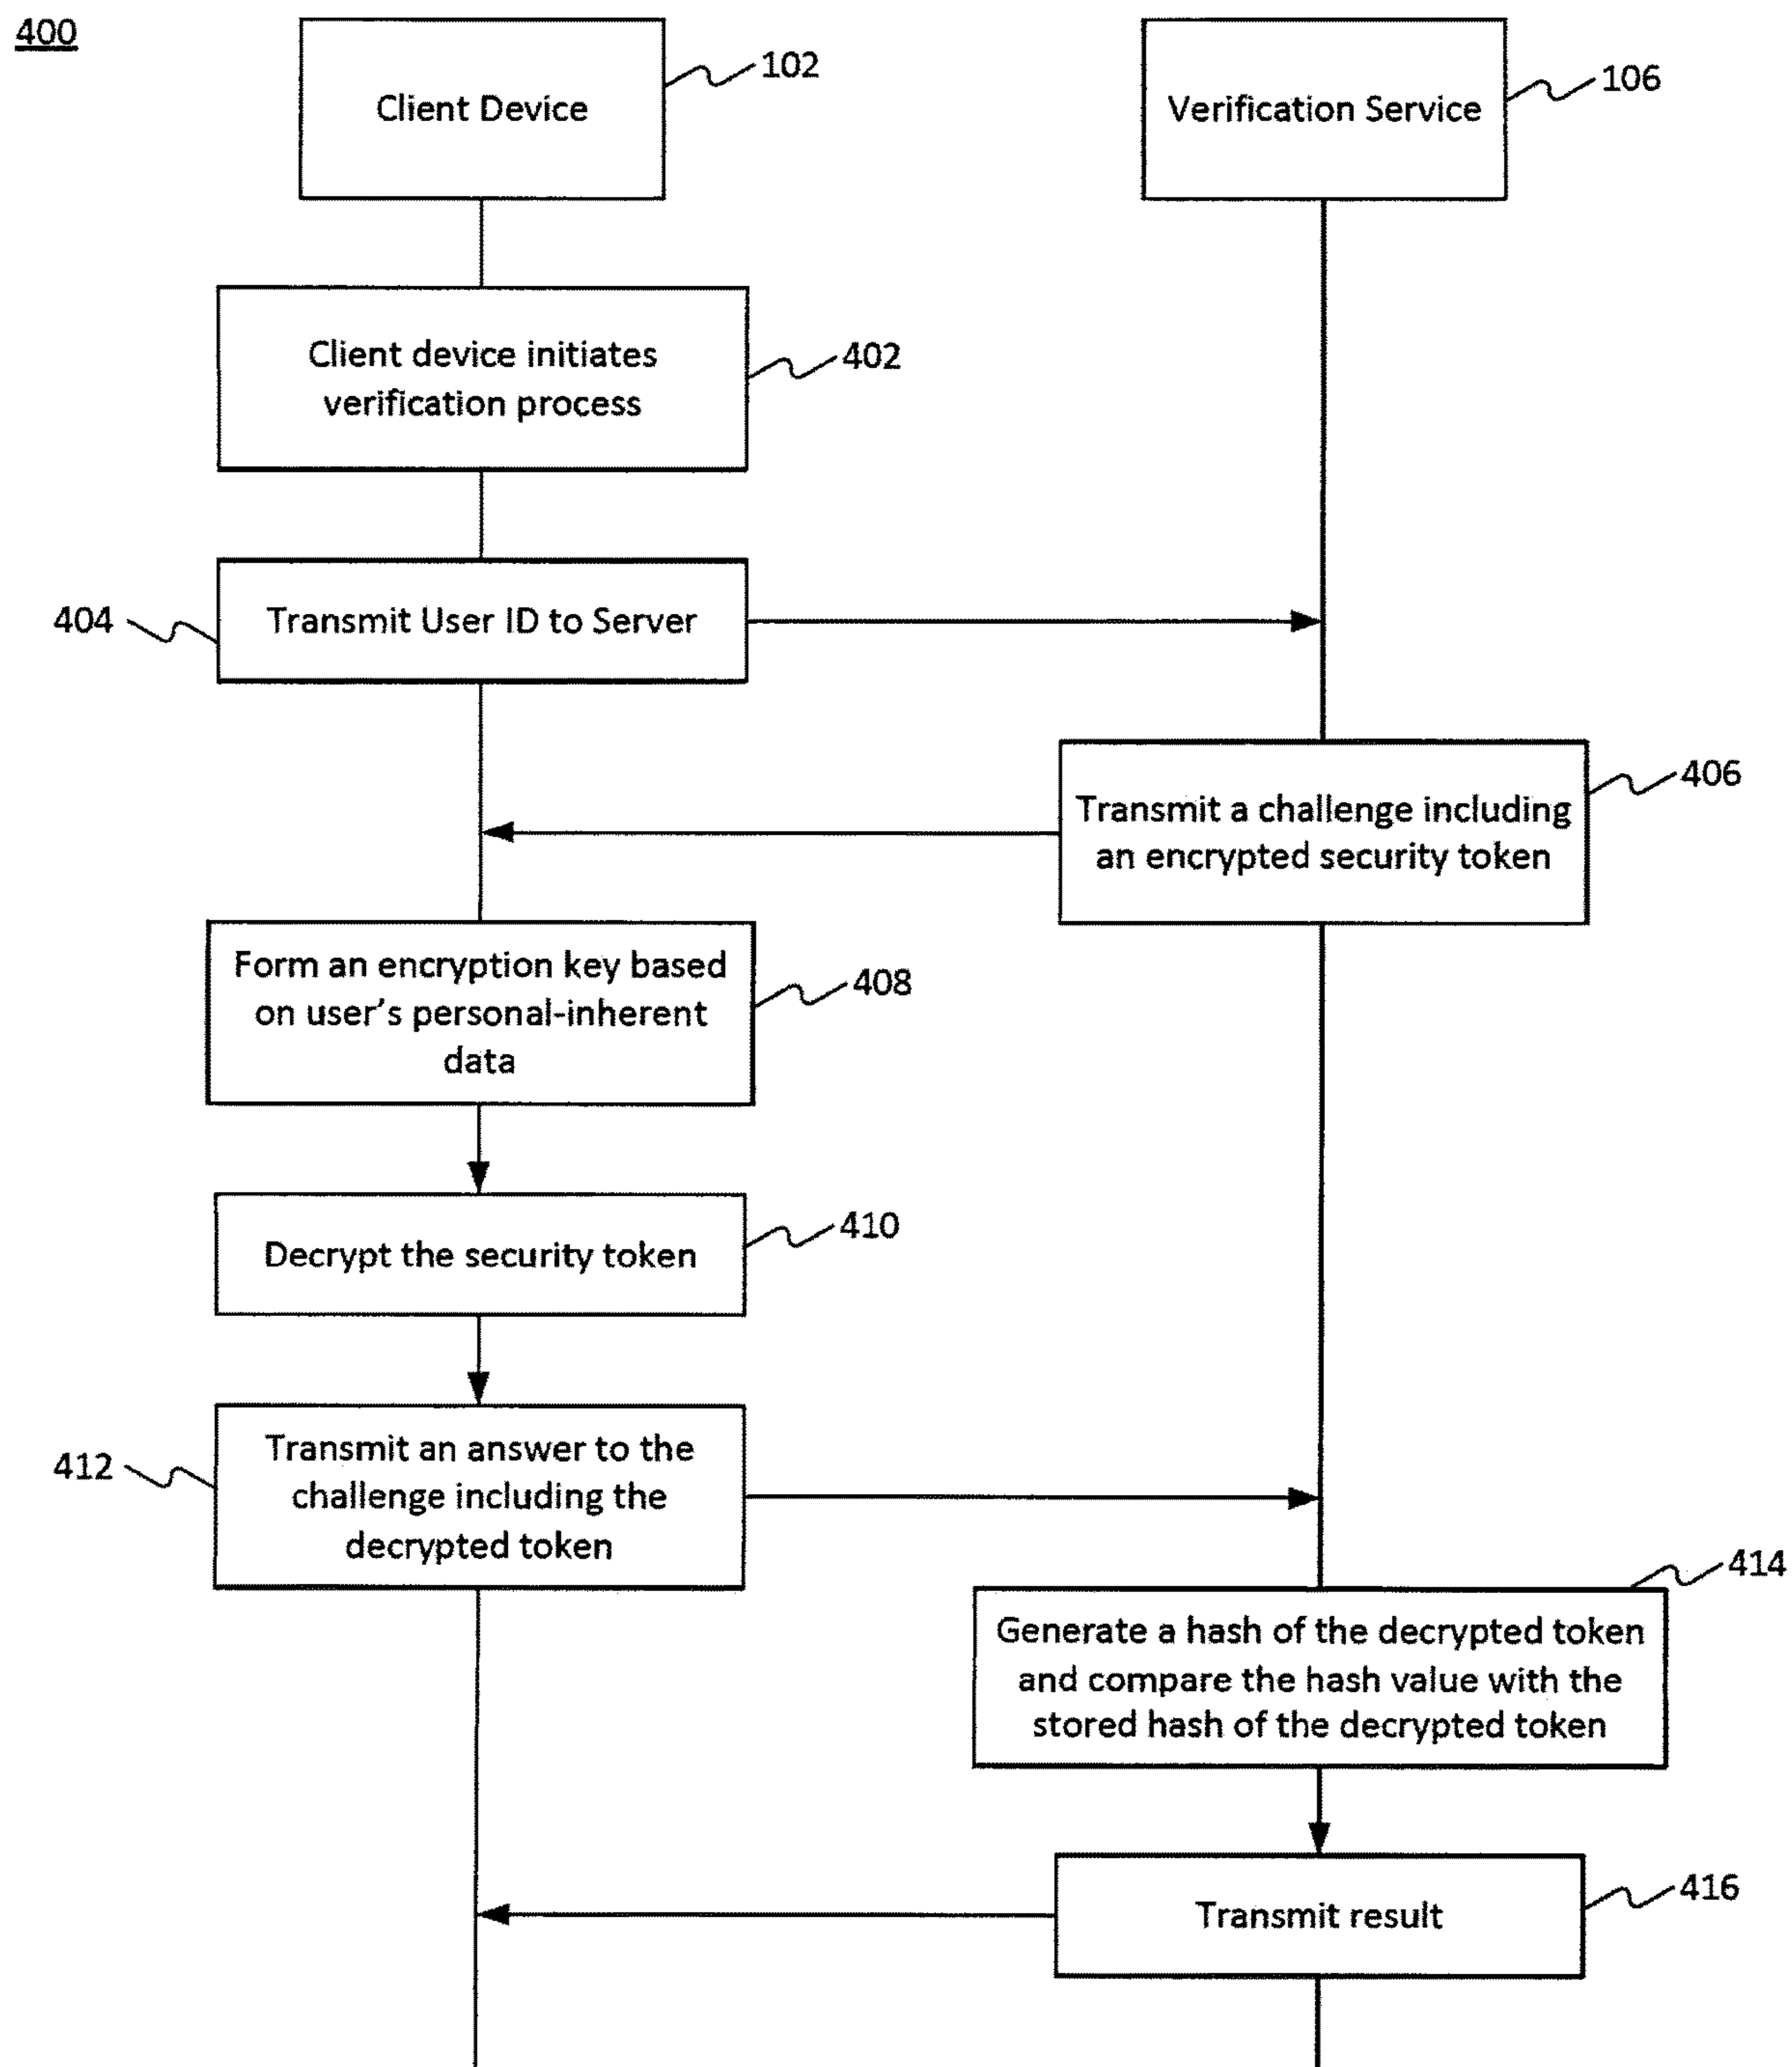 400
Client Device
102
Verification Service
106
Client device initiates
verification process
402
404
Transmit User ID to Server
Transmit a challenge including
an encrypted security token
406
Form an encryption key based
on user's personal-inherent
data
408
Decrypt the security token
410
412
Transmit an answer to the
challenge including the
decrypted token
414
Generate a hash of the decrypted token
and compare the hash value with the
stored hash of the decrypted token
Transmit result
416